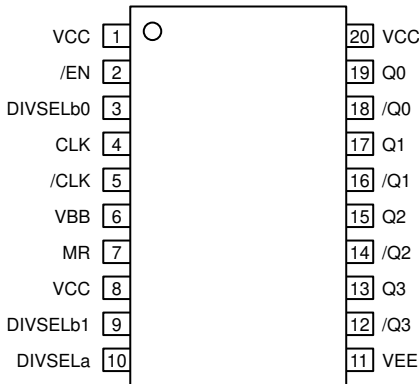 VCC 1 20 VCC
/EN 2 19 Q0
DIVSELb0 3 18 /Q0
CLK 4 17 Q1
/CLK 5 16 /Q1
VBB 6 15 Q2
MR 7 14 /Q2
VCC 8 13 Q3
DIVSELb1 9 12 /Q3
DIVSELa 10 11 VEE